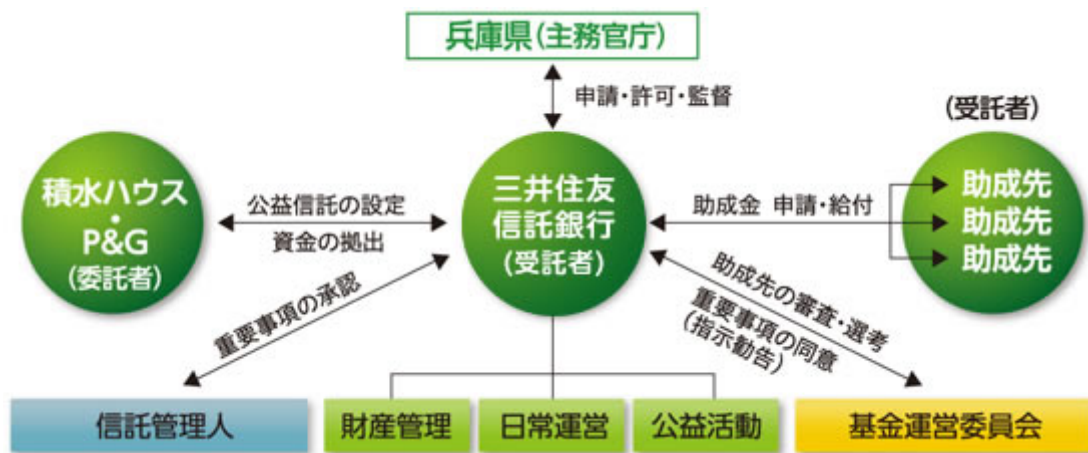 兵庫県(主務官庁)
申請・許可・監督
(受託者)
積水ハウス
・
P&G
(委託者)
公益信託の設定
資金の拠出
三井住友
信託銀行
(受託者)
助成金 申請・給付
助成先
助成先
助成先
重要事項の承認
助成先の審査・選考
重要事項の同意
(指示勧告)
信託管理人
財産管理
日常運営
公益活動
基金運営委員会